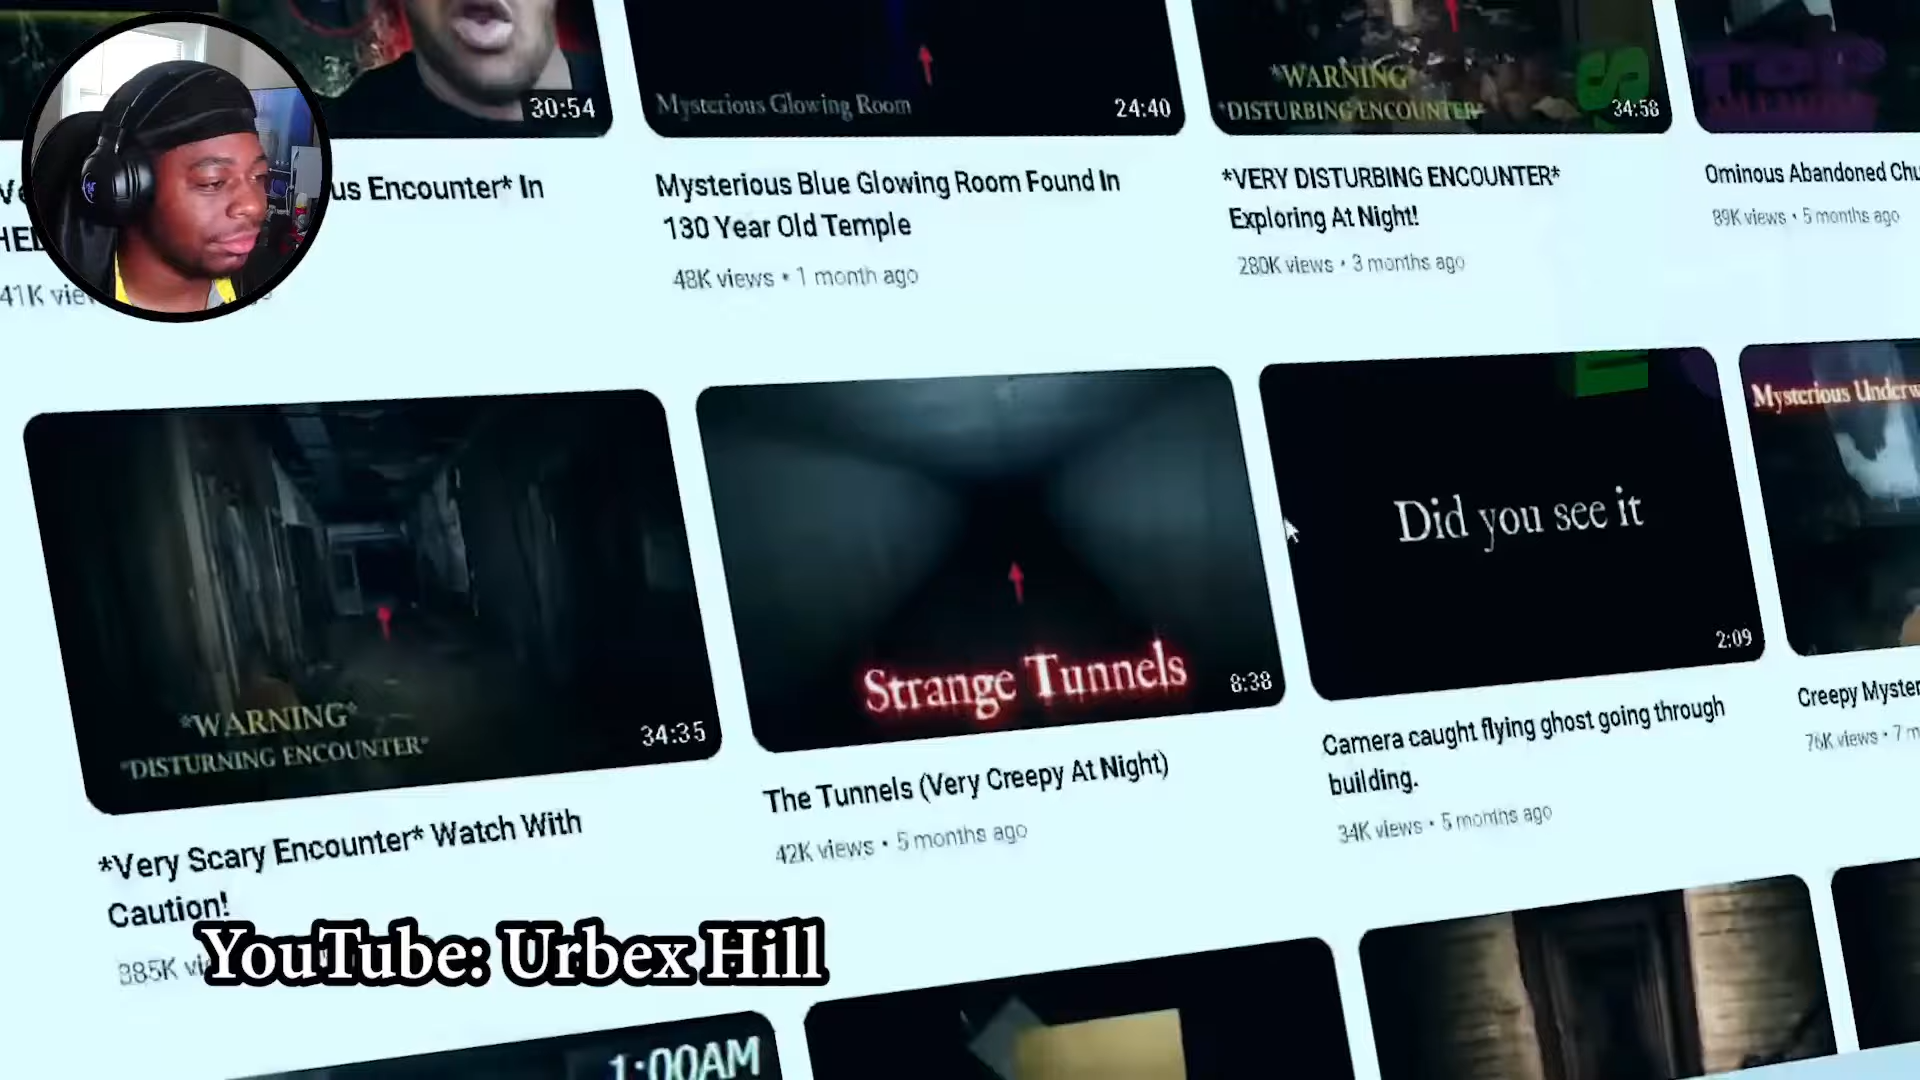 30:54
Mysterious Glowing Room
24:40
*WARNING*
*DISTURBING ENCOUNTER*
34:58
us Encounter* In
41K
Mysterious Blue Glowing Room Found In
130 Year Old Temple
48K views • 1 month ago
*VERY DISTURBING ENCOUNTER*
Exploring At Night!
280K views • 3 months ago
Ominous Abandoned
89K views • 5 months ago
*WARNING*
*DISTURNING ENCOUNTER*
34:35
*Very Scary Encounter* Watch With
Caution!
Strange Tunnels
8:38
The Tunnels (Very Creepy At Night)
42K views • 5 months ago
Did you see it
2:09
Camera caught flying ghost going through
building.
34K views • 5 months ago
Mysterious
Creepy
76K views • 7
YouTube: Urbex Hill
1:00AM